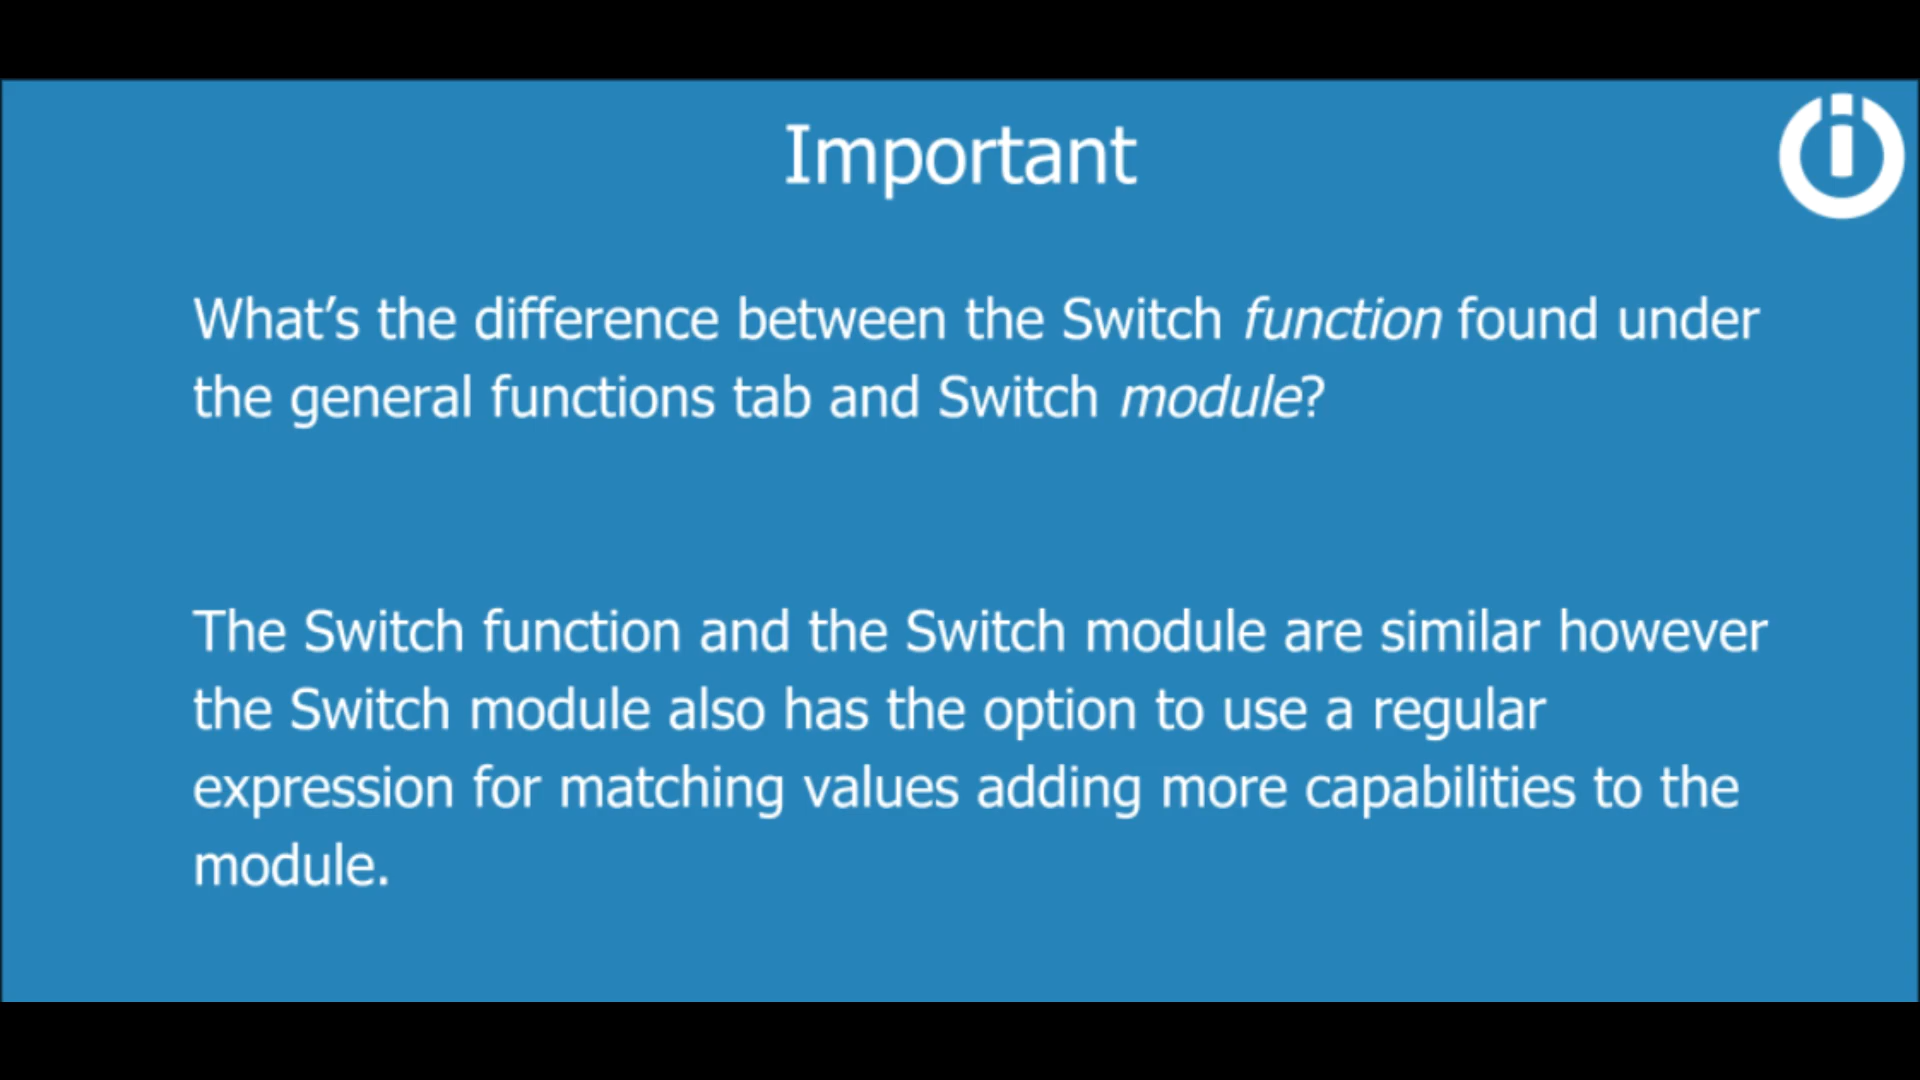 Important
What’s the difference between the Switch function found under
the general functions tab and Switch module?
The Switch function and the Switch module are similar however
the Switch module also has the option to use a regular
expression for matching values adding more capabilities to the
module.